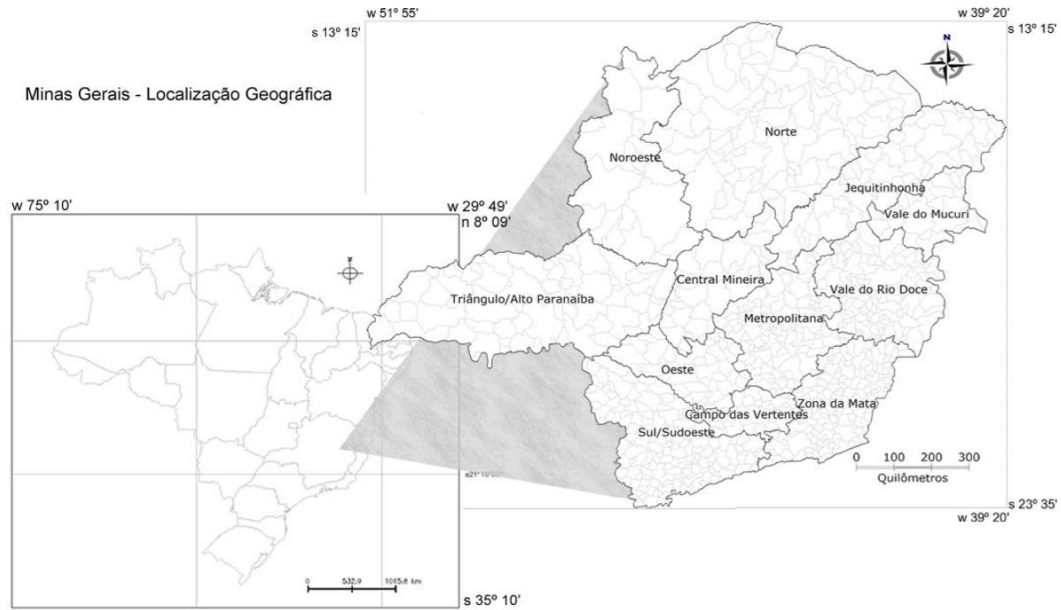 w 51º 55'
w 39º 20'
s 13º 15'
s 13º 15'
N
Minas Gerais - Localização Geográfica
Norte
Noroeste
Jequitinhonha
Vale do Mucuri
w 75º 10'
w 29º 49'
n 8º 09'
Central Mineira
Triângulo/Alto Paranaíba
Vale do Rio Doce
Metropolitana
Oeste
Zona da Mata
Campo das Vertentes
Sul/Sudoeste
0 100 200 300
Quilômetros
s 23º 35'
w 39º 20'
0 532.9 1065.8 km
s 35º 10'